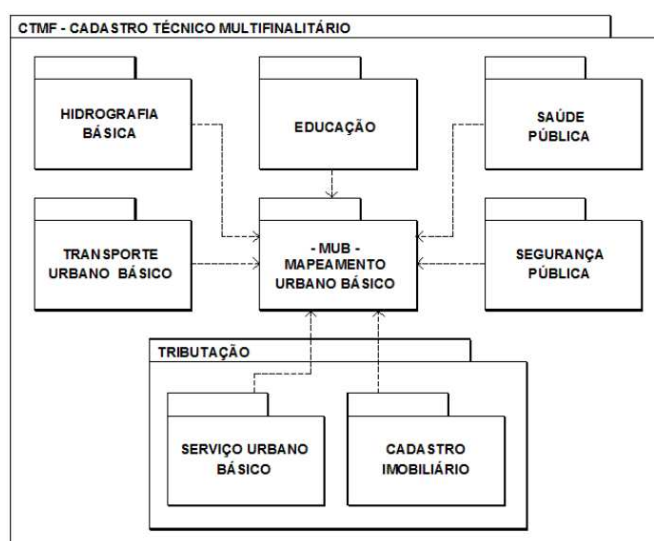 CTMF - CADASTRO TÉCNICO MULTIFINALITÁRIO
HIDROGRAFIA
BÁSICA
EDUCAÇÃO
SAÚDE
PÚBLICA
TRANSPORTE
URBANO BÁSICO
- MUB -
MAPEAMENTO
URBANO BÁSICO
SEGURANÇA
PÚBLICA
TRIBUTAÇÃO
SERVIÇO URBANO
BÁSICO
CADASTRO
IMOBILIÁRIO